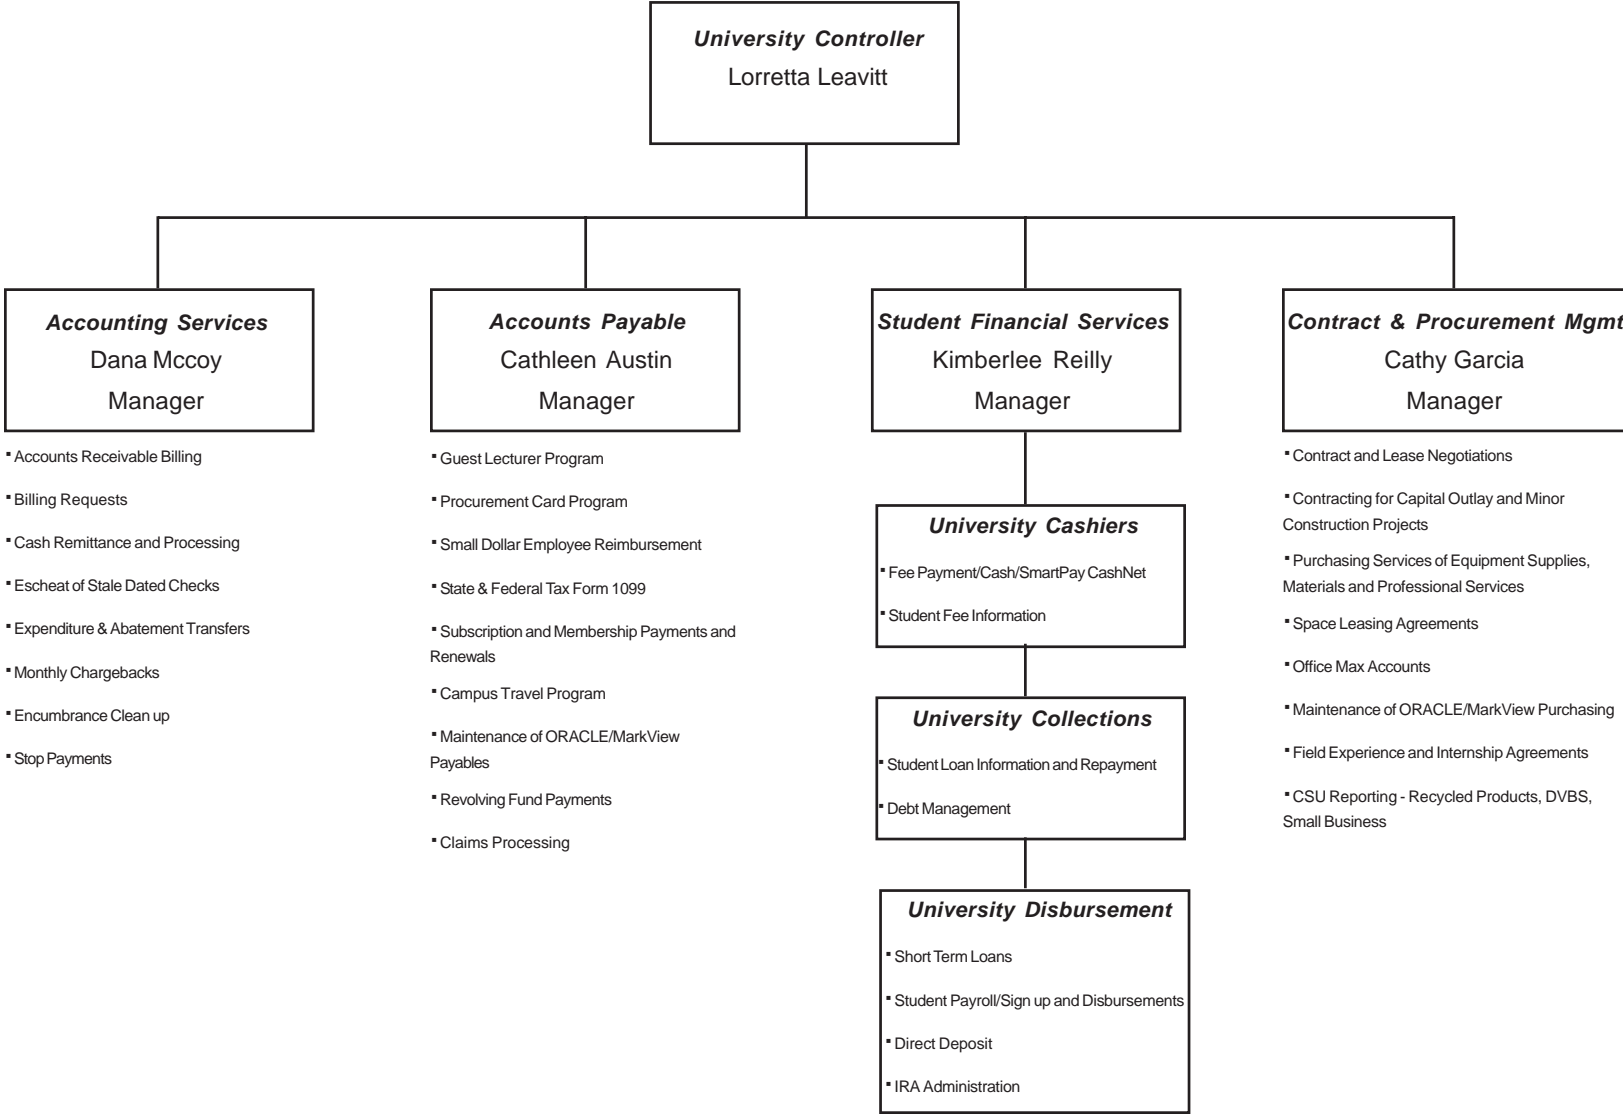 University Controller
Lorretta Leavitt
Accounting Services
Dana Mccoy
Manager
▪ Accounts Receivable Billing
▪ Billing Requests
▪ Cash Remittance and Processing
▪ Escheat of Stale Dated Checks
▪ Expenditure & Abatement Transfers
▪ Monthly Chargebacks
▪ Encumbrance Clean up
▪ Stop Payments
Accounts Payable
Cathleen Austin
Manager
▪ Guest Lecturer Program
▪ Procurement Card Program
▪ Small Dollar Employee Reimbursement
▪ State & Federal Tax Form 1099
▪ Subscription and Membership Payments and
Renewals
▪ Campus Travel Program
▪ Maintenance of ORACLE/MarkView
Payables
▪ Revolving Fund Payments
▪ Claims Processing
Student Financial Services
Kimberlee Reilly
Manager
University Cashiers
▪ Fee Payment/Cash/SmartPay CashNet
▪ Student Fee Information
University Collections
▪ Student Loan Information and Repayment
▪ Debt Management
University Disbursement
▪ Short Term Loans
▪ Student Payroll/Sign up and Disbursements
▪ Direct Deposit
▪ IRA Administration
Contract & Procurement Mgmt
Cathy Garcia
Manager
▪ Contract and Lease Negotiations
▪ Contracting for Capital Outlay and Minor
Construction Projects
▪ Purchasing Services of Equipment Supplies,
Materials and Professional Services
▪ Space Leasing Agreements
▪ Office Max Accounts
▪ Maintenance of ORACLE/MarkView Purchasing
▪ Field Experience and Internship Agreements
▪ CSU Reporting - Recycled Products, DVBS,
Small Business